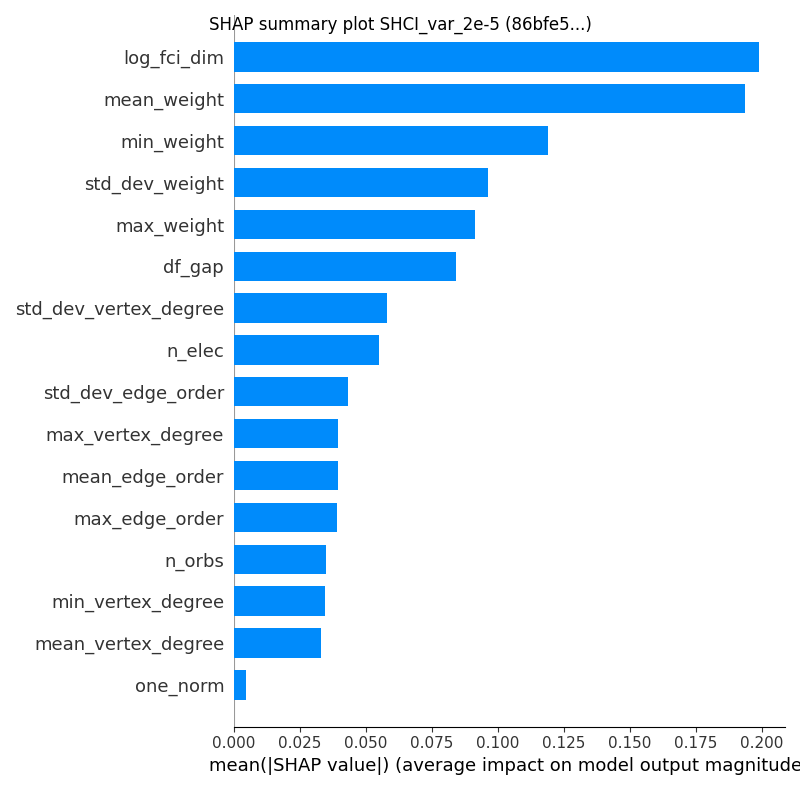 SHAP summary plot SHCI_var_2e-5 (86bfe5...)
log_fci_dim
mean_weight
min_weight
std_dev_weight
max_weight
df_gap
std_dev_vertex_degree
n_elec
std_dev_edge_order
max_vertex_degree
mean_edge_order
max_edge_order
n_orbs
min_vertex_degree
mean_vertex_degree
one_norm
0.000 0.025 0.050 0.075 0.100 0.125 0.150 0.175 0.200
mean(|SHAP value|) (average impact on model output magnitude